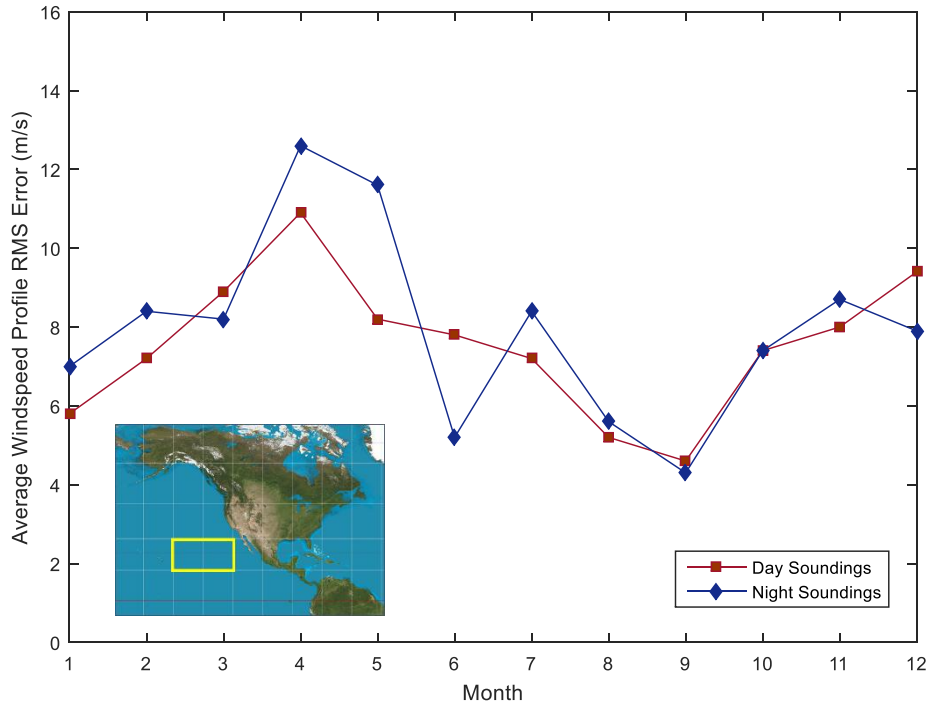 Average Windspeed Profile RMS Error (m/s)
16
14
12
10
8
6
4
2
0
1 2 3 4 5 6 7 8 9 10 11 12
Month
Day Soundings
Night Soundings